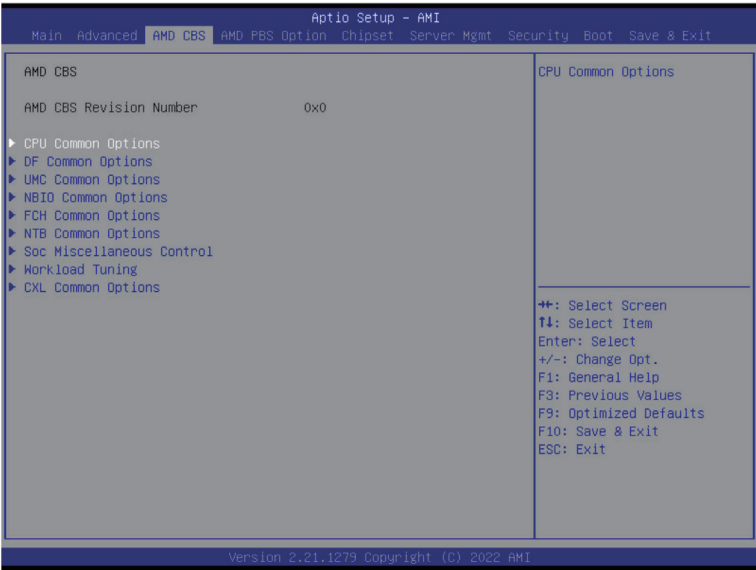 Aptio Setup – AMI
Main Advanced AMD CBS AMD PBS Option Chipset Server Mgmt Security Boot Save & Exit
AMD CBS
AMD CBS Revision Number 0x0
CPU Common Options
DF Common Options
UMC Common Options
NBIO Common Options
FCH Common Options
NTB Common Options
Soc Miscellaneous Control
Workload Tuning
CXL Common Options
CPU Common Options
→←: Select Screen
↑↓: Select Item
Enter: Select
+/-: Change Opt.
F1: General Help
F3: Previous Values
F9: Optimized Defaults
F10: Save & Exit
ESC: Exit
Version 2.21.1279 Copyright (C) 2022 AMI